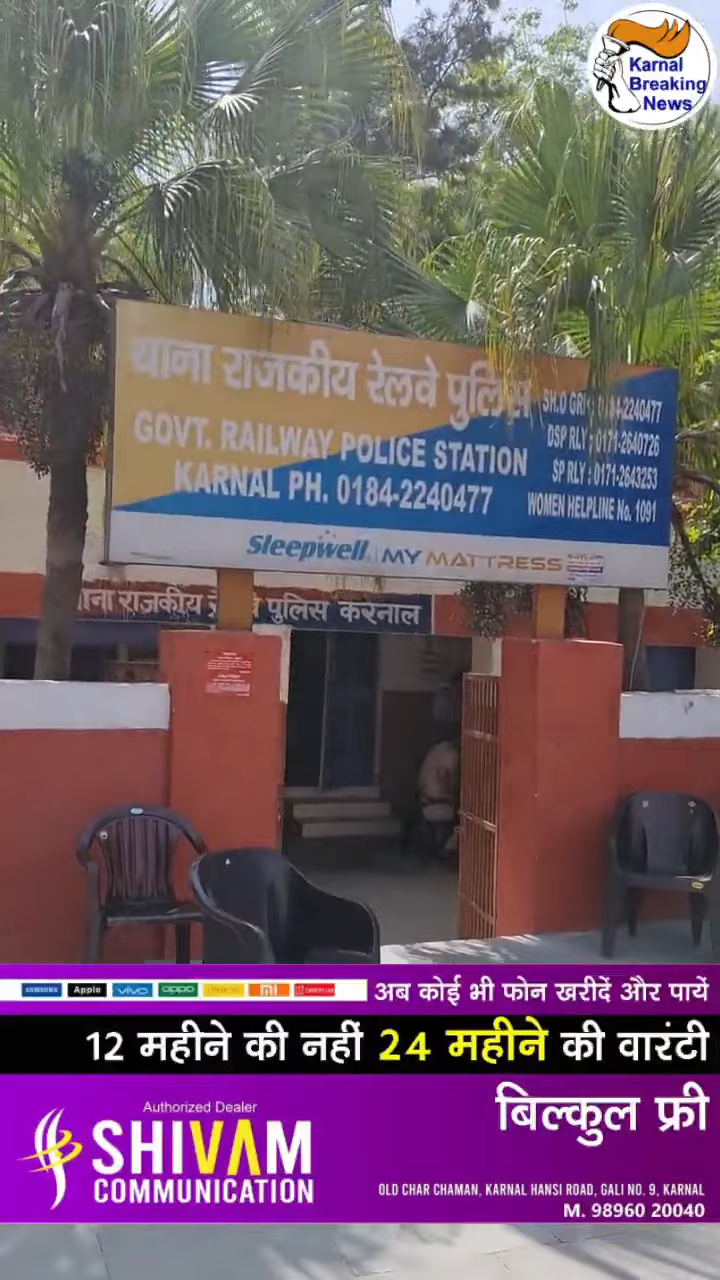 Karnal
Breaking
News
थाना राजकीय रेलवे पुलिस
GOVT. RAILWAY POLICE STATION
KARNAL PH. 0184-2240477
SH.O GRP : 0184-2240477
DSP RLY : 0171-2640726
SP RLY : 0171-2643253
WOMEN HELPLINE No. 1091
Sleepwell MY MATTRESS
थाना राजकीय रेलवे पुलिस करनाल
SAMSUNG Apple vivo oppo mi
अब कोई भी फोन खरीदें और पायें
12 महीने की नहीं 24 महीने की वारंटी
बिल्कुल फ्री
Authorized Dealer
SHIVAM
COMMUNICATION
OLD CHAR CHAMAN, KARNAL HANSI ROAD, GALI NO. 9, KARNAL
M. 98960 20040